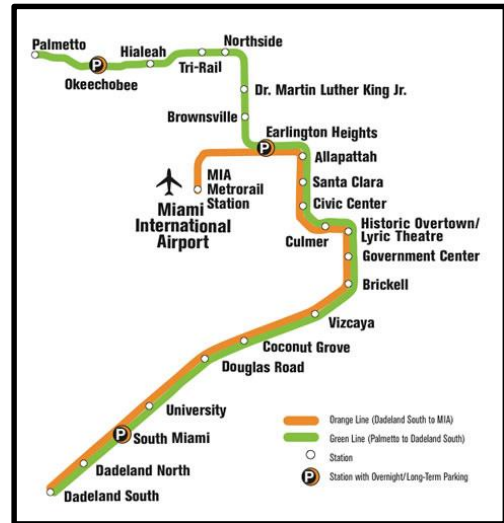 Palmetto
Okeechobee
Hialeah
Tri-Rail
Northside
Dr. Martin Luther King Jr.
Brownsville
Earlington Heights
Allapattah
MIA
Metrorail
Station
Miami
International
Airport
Santa Clara
Civic Center
Culmer
Historic Overtown/
Lyric Theatre
Government Center
Brickell
Vizcaya
Coconut Grove
Douglas Road
University
South Miami
Dadeland North
Dadeland South
Orange Line (Dadeland South to MIA)
Green Line (Palmetto to Dadeland South)
Station
P Station with Overnight/Long-Term Parking
P
P
P